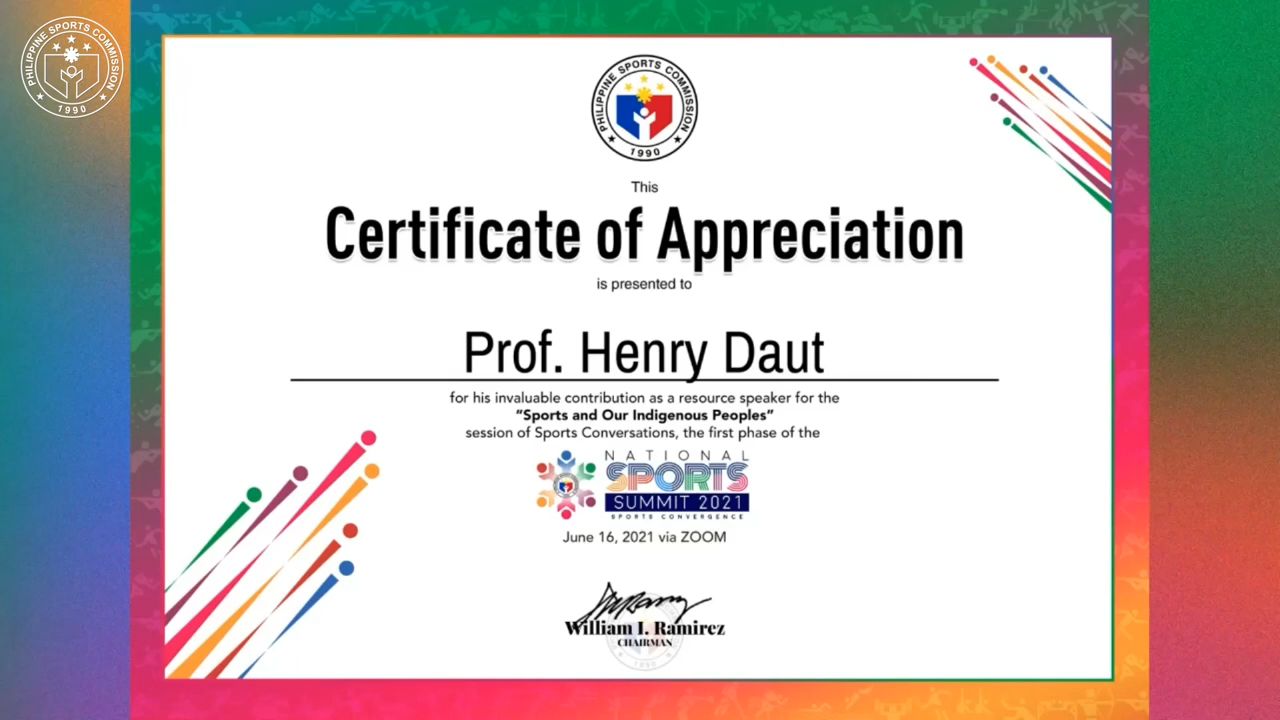 PHILIPPINE SPORTS COMMISSION
1990
PHILIPPINE SPORTS COMMISSION
1990
This
Certificate of Appreciation
is presented to
Prof. Henry Daut
for his invaluable contribution as a resource speaker for the
“Sports and Our Indigenous Peoples”
session of Sports Conversations, the first phase of the
NATIONAL
SPORTS
SUMMIT 2021
SPORTS CONVERGENCE
June 16, 2021 via ZOOM
William I. Ramirez
CHAIRMAN
1990